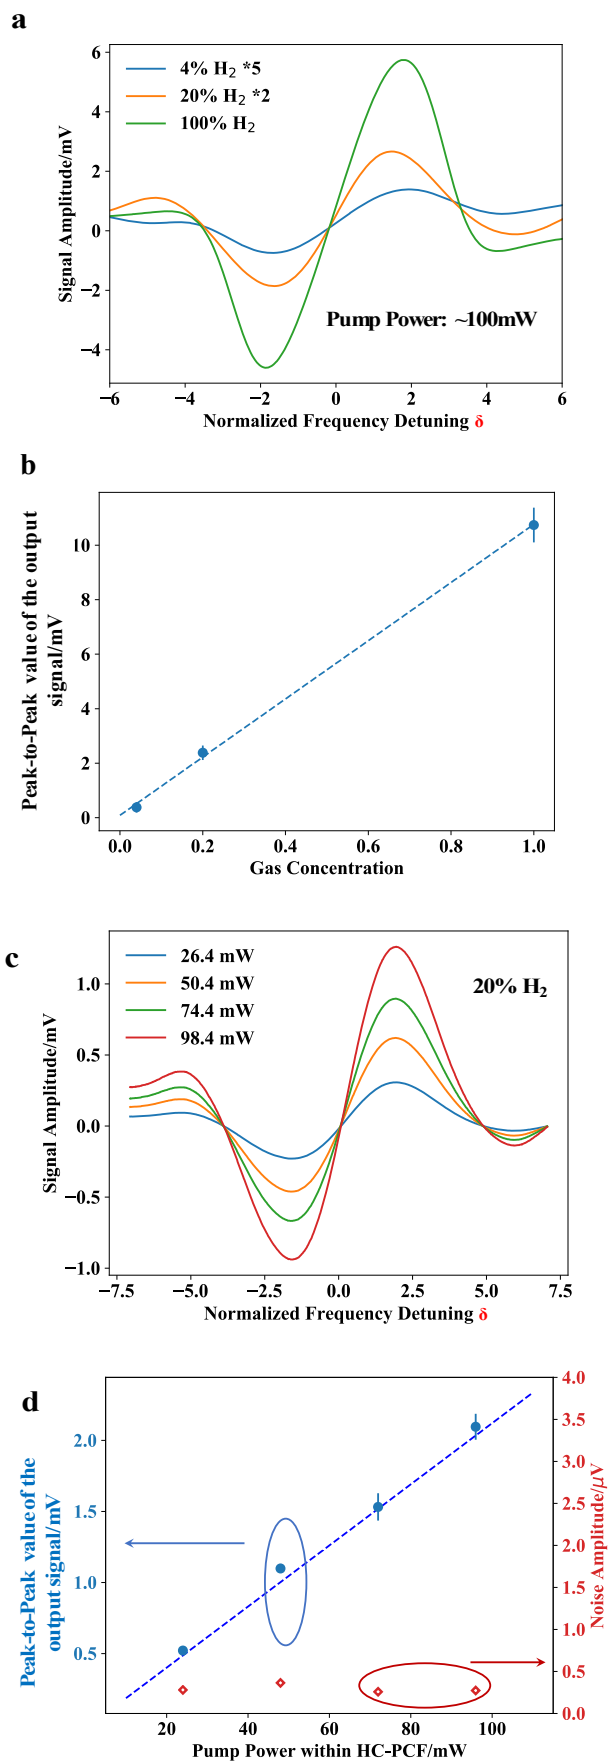 a
6
4
2
0
−2
−4
Signal Amplitude/mV
4% H2 *5
20% H2 *2
100% H2
Pump Power: ~100mW
−6 −4 −2 0 2 4 6
Normalized Frequency Detuning δ
b
10
8
6
4
2
0
Peak-to-Peak value of the output
signal/mV
0.0 0.2 0.4 0.6 0.8 1.0
Gas Concentration
c
1.0
0.5
0.0
−0.5
−1.0
Signal Amplitude/mV
26.4 mW
50.4 mW
74.4 mW
98.4 mW
20% H2
−7.5 −5.0 −2.5 0.0 2.5 5.0 7.5
Normalized Frequency Detuning δ
d
2.0
1.5
1.0
0.5
Peak-to-Peak value of the
output signal/mV
4.0
3.5
3.0
2.5
2.0
1.5
1.0
0.5
0.0
Noise Amplitude/μV
20 40 60 80 100
Pump Power within HC-PCF/mW